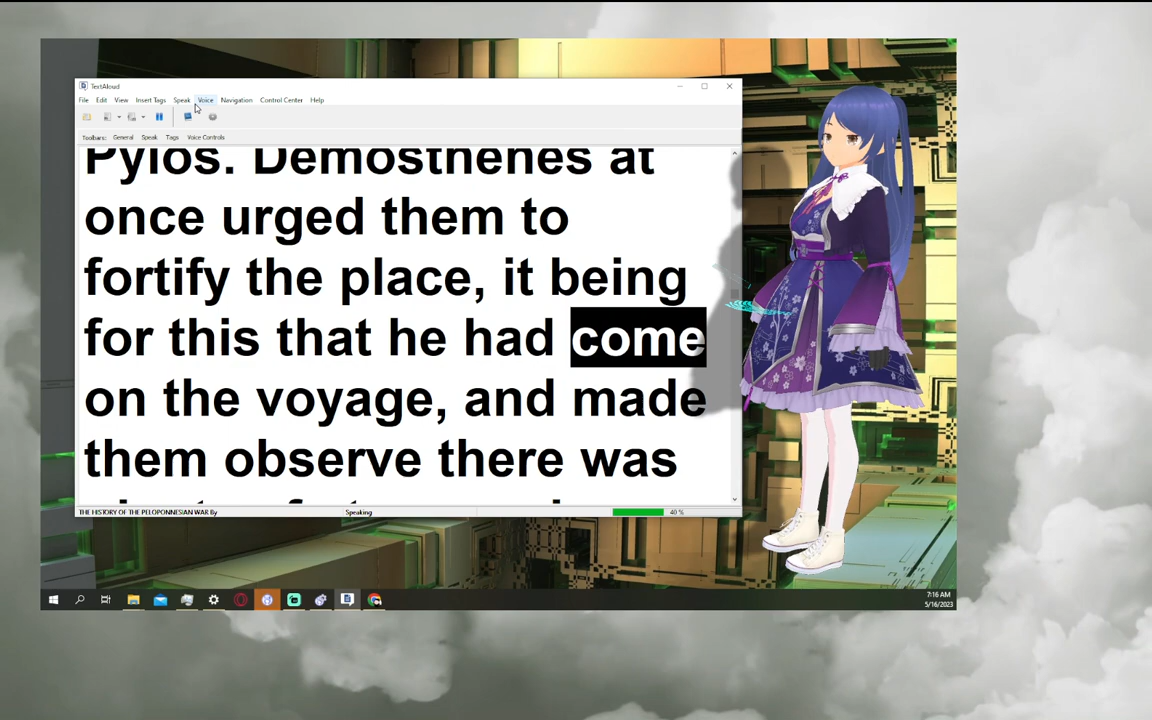 TextAloud
File Edit View Insert Tags Speak Voice Navigation Control Center Help
Toolbars: General Speak Tags Voice Controls
Pylos. Demosthenes at
once urged them to
fortify the place, it being
for this that he had come
on the voyage, and made
them observe there was
THE HISTORY OF THE PELOPONNESIAN WAR By Speaking 40 %
7:16 AM
5/16/2023